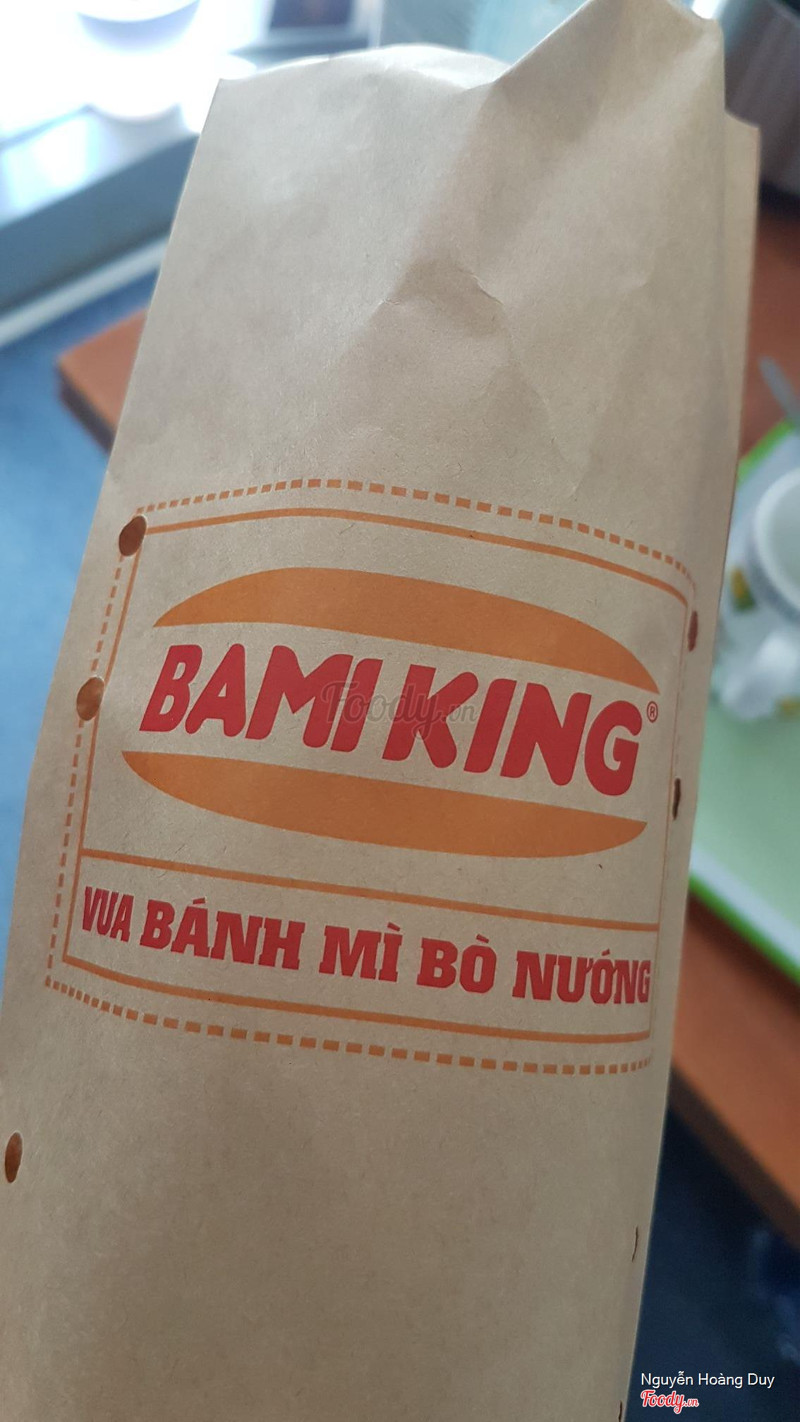 BAMI KING®
Foody.vn
VUA BÁNH MÌ BÒ NƯỚNG
Nguyễn Hoàng Duy
Foody.vn